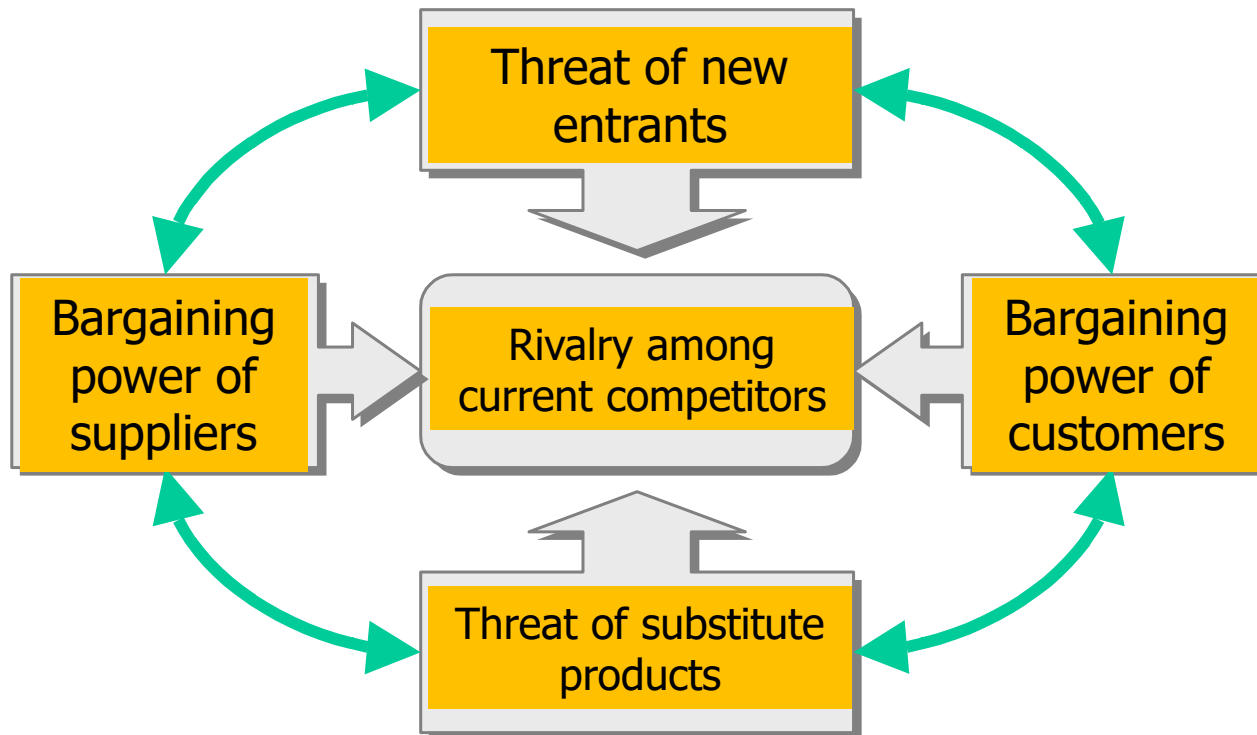 Threat of new
entrants
Bargaining
power of
suppliers
Rivalry among
current competitors
Bargaining
power of
customers
Threat of substitute
products